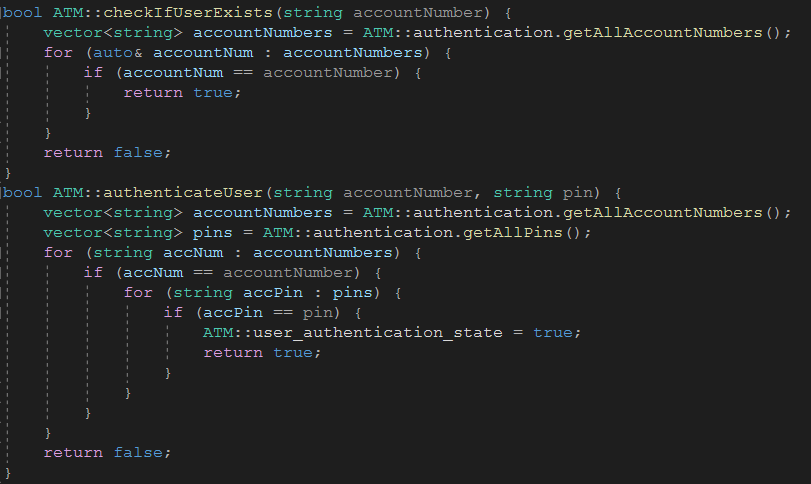 bool ATM::checkIfUserExists(string accountNumber) {
    vector<string> accountNumbers = ATM::authentication.getAllAccountNumbers();
    for (auto& accountNum : accountNumbers) {
        if (accountNum == accountNumber) {
            return true;
        }
    }
    return false;
}
bool ATM::authenticateUser(string accountNumber, string pin) {
    vector<string> accountNumbers = ATM::authentication.getAllAccountNumbers();
    vector<string> pins = ATM::authentication.getAllPins();
    for (string accNum : accountNumbers) {
        if (accNum == accountNumber) {
            for (string accPin : pins) {
                if (accPin == pin) {
                    ATM::user_authentication_state = true;
                    return true;
                }
            }
        }
    }
    return false;
}